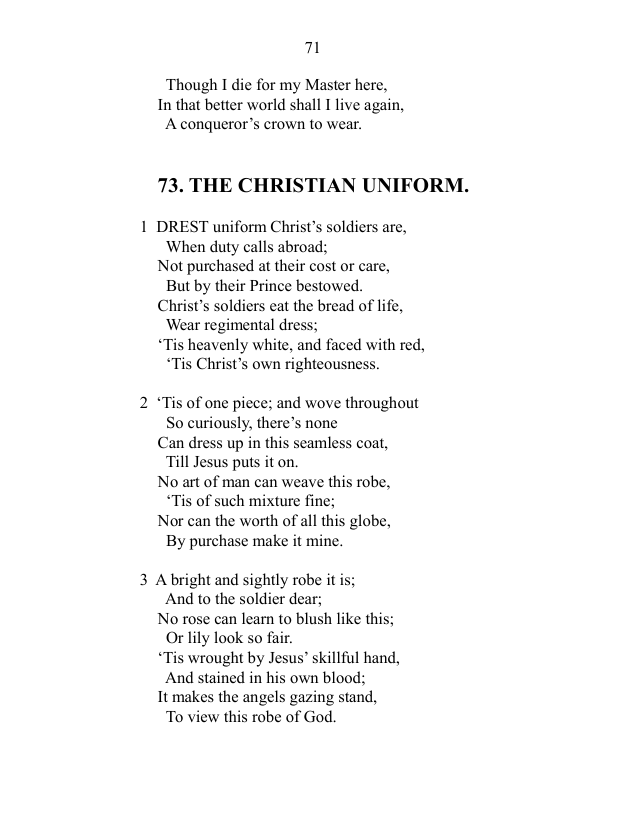 71
Though I die for my Master here,
In that better world shall I live again,
A conqueror’s crown to wear.
73. THE CHRISTIAN UNIFORM.
1 DREST uniform Christ’s soldiers are,
When duty calls abroad;
Not purchased at their cost or care,
But by their Prince bestowed.
Christ’s soldiers eat the bread of life,
Wear regimental dress;
‘Tis heavenly white, and faced with red,
‘Tis Christ’s own righteousness.
2 ‘Tis of one piece; and wove throughout
So curiously, there’s none
Can dress up in this seamless coat,
Till Jesus puts it on.
No art of man can weave this robe,
‘Tis of such mixture fine;
Nor can the worth of all this globe,
By purchase make it mine.
3 A bright and sightly robe it is;
And to the soldier dear;
No rose can learn to blush like this;
Or lily look so fair.
‘Tis wrought by Jesus’ skillful hand,
And stained in his own blood;
It makes the angels gazing stand,
To view this robe of God.